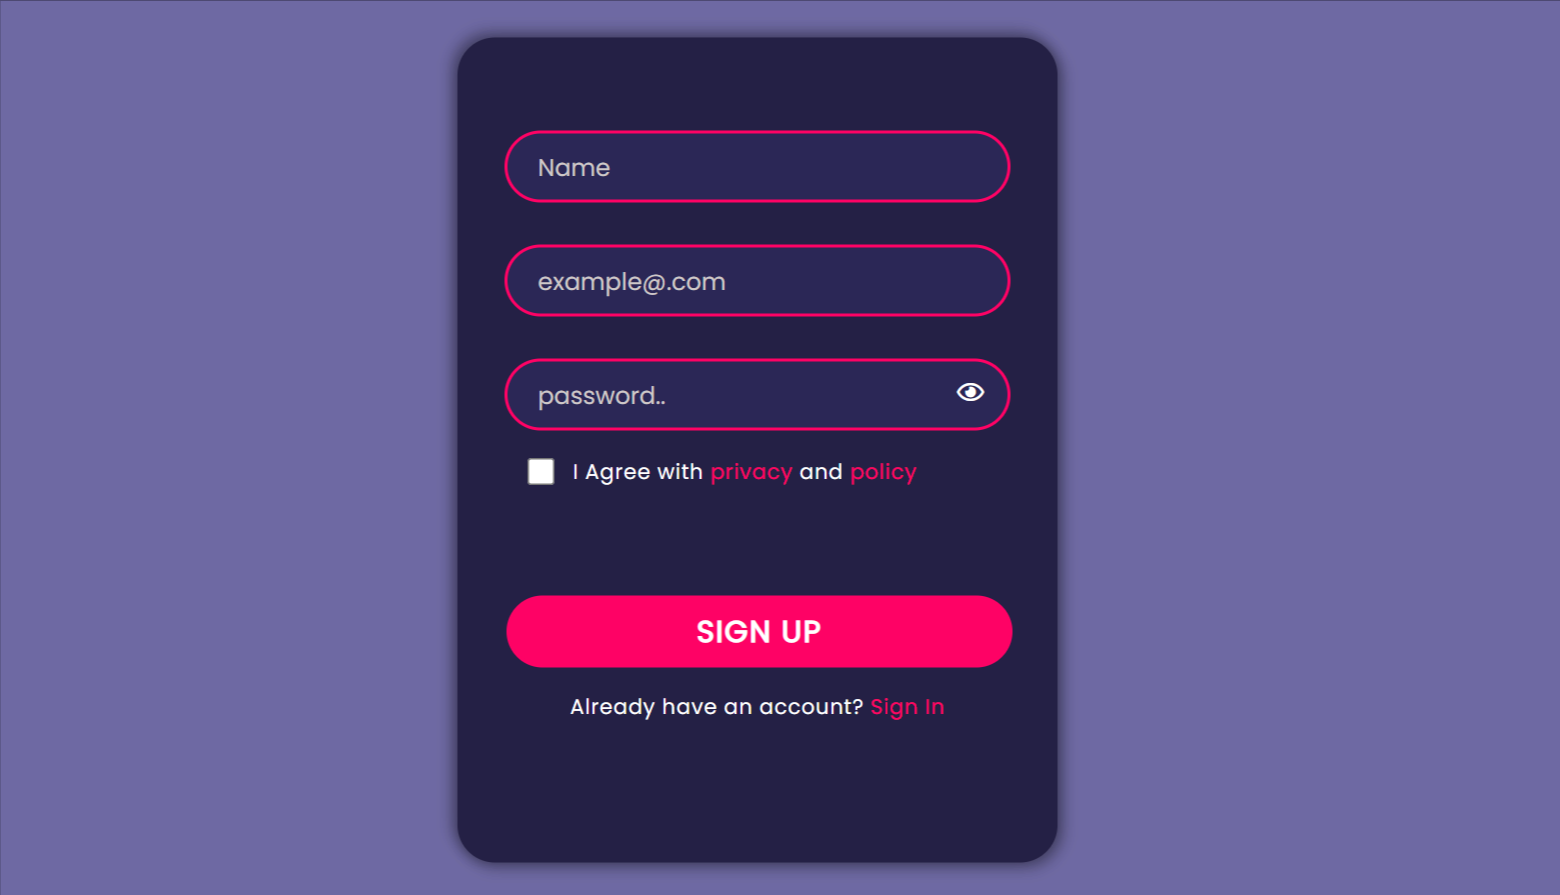 Name
example@.com
password..
I Agree with privacy and policy
SIGN UP
Already have an account? Sign In